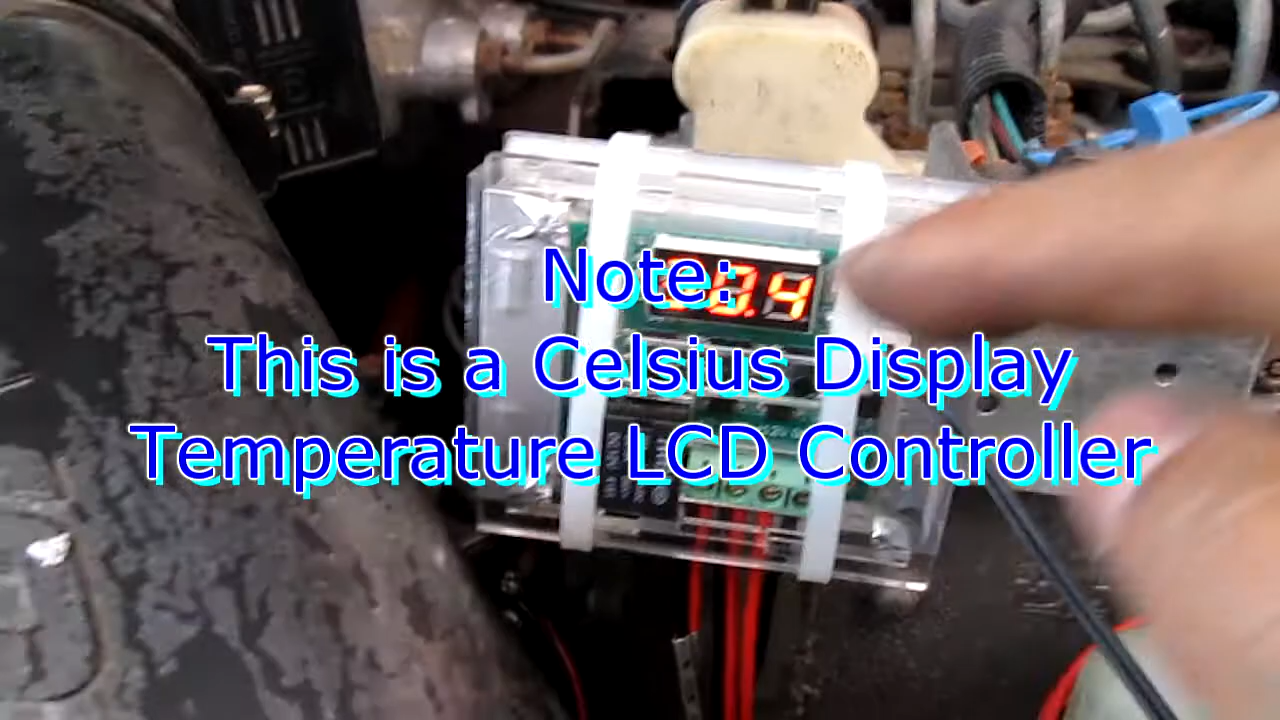 Note:
This is a Celsius Display
Temperature LCD Controller